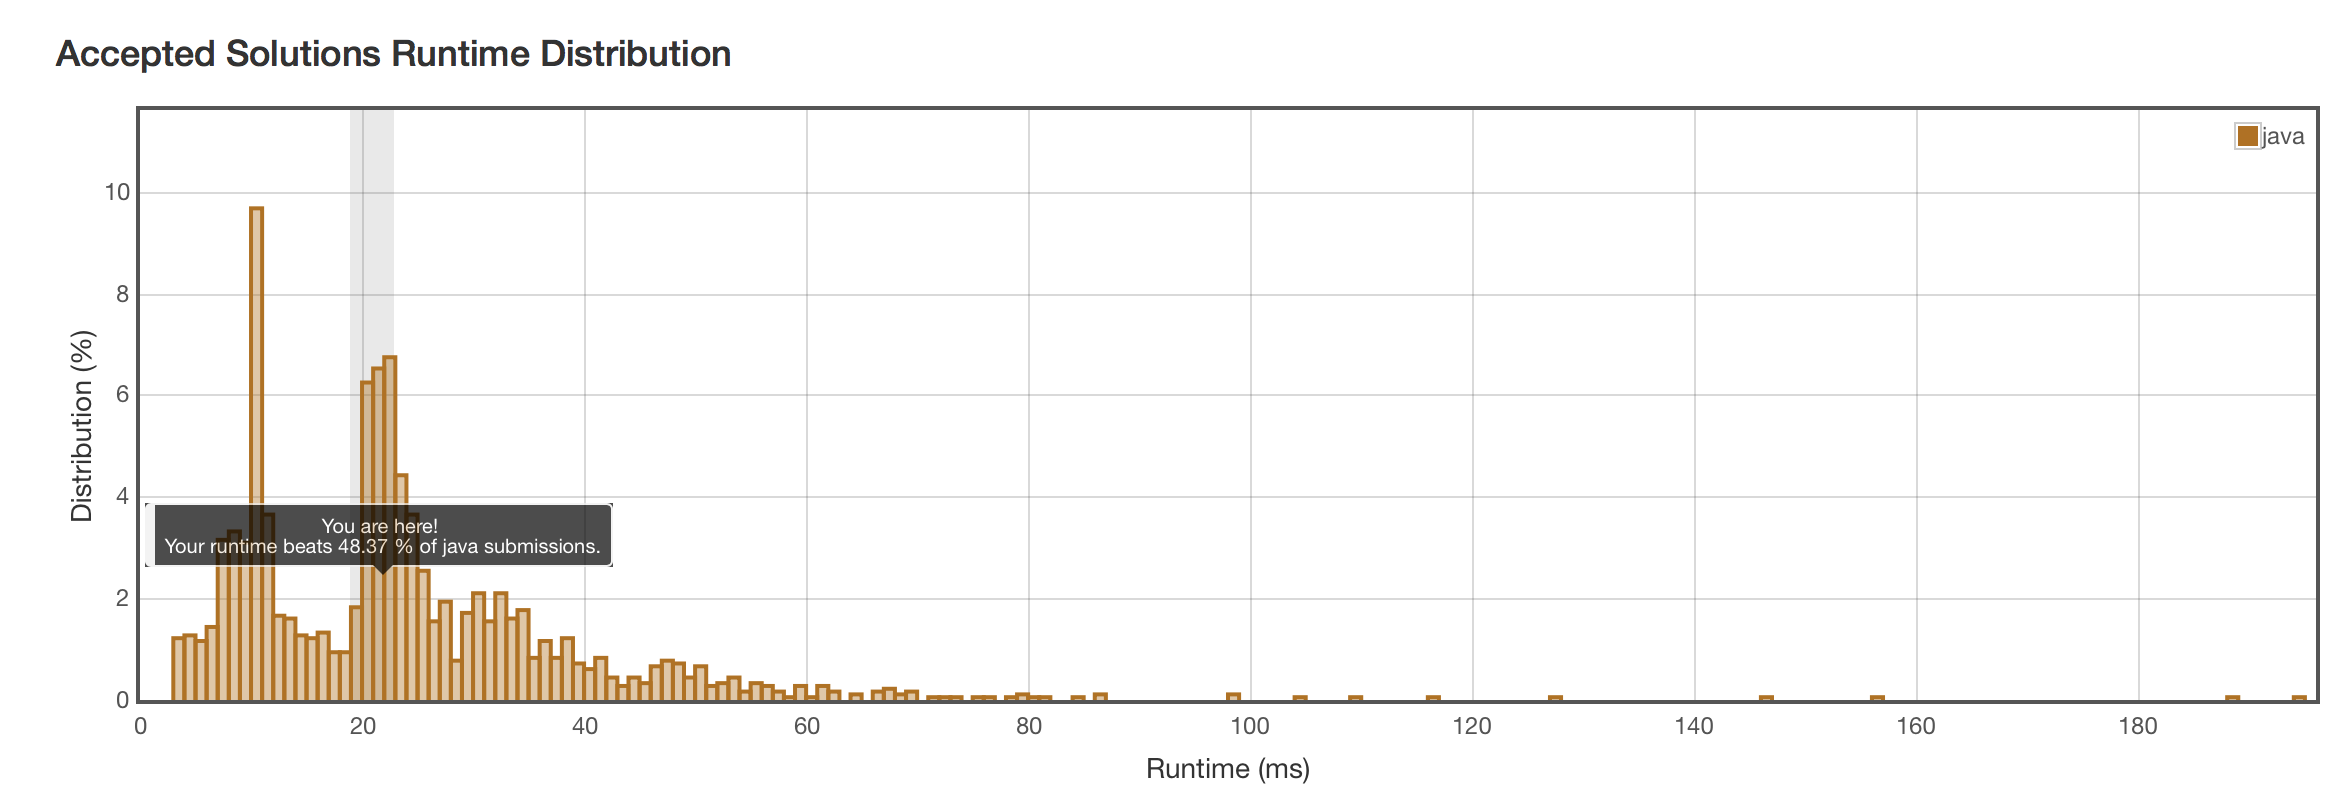 Accepted Solutions Runtime Distribution
java
Distribution (%)
10
8
6
4
2
0
You are here!
Your runtime beats 48.37 % of java submissions.
0 20 40 60 80 100 120 140 160 180
Runtime (ms)